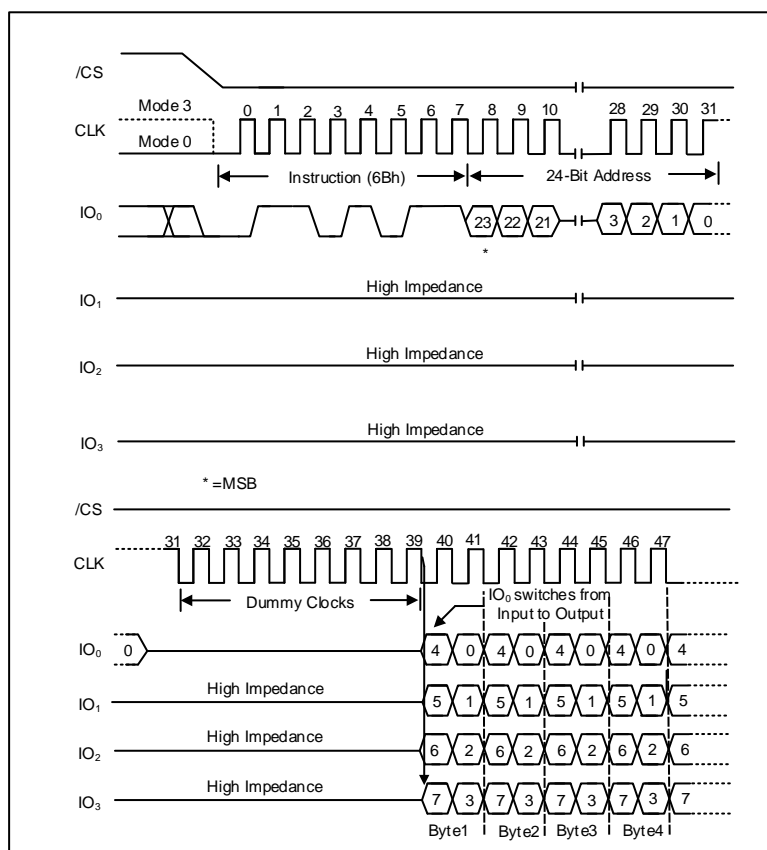 /CS
Mode 3
0 1 2 3 4 5 6 7 8 9 10 28 29 30 31
CLK
Mode 0
Instruction (6Bh) 24-Bit Address
IO₀
23 22 21 3 2 1 0
*
High Impedance
IO₁
High Impedance
IO₂
High Impedance
IO₃
* =MSB
/CS
31 32 33 34 35 36 37 38 39 40 41 42 43 44 45 46 47
CLK
Dummy Clocks
IO₀ switches from
Input to Output
IO₀ 0 4 0 4 0 4 0 4 0 4
High Impedance
IO₁ 5 1 5 1 5 1 5 1 5
High Impedance
IO₂ 6 2 6 2 6 2 6 2 6
High Impedance
IO₃ 7 3 7 3 7 3 7 3 7
Byte1 Byte2 Byte3 Byte4